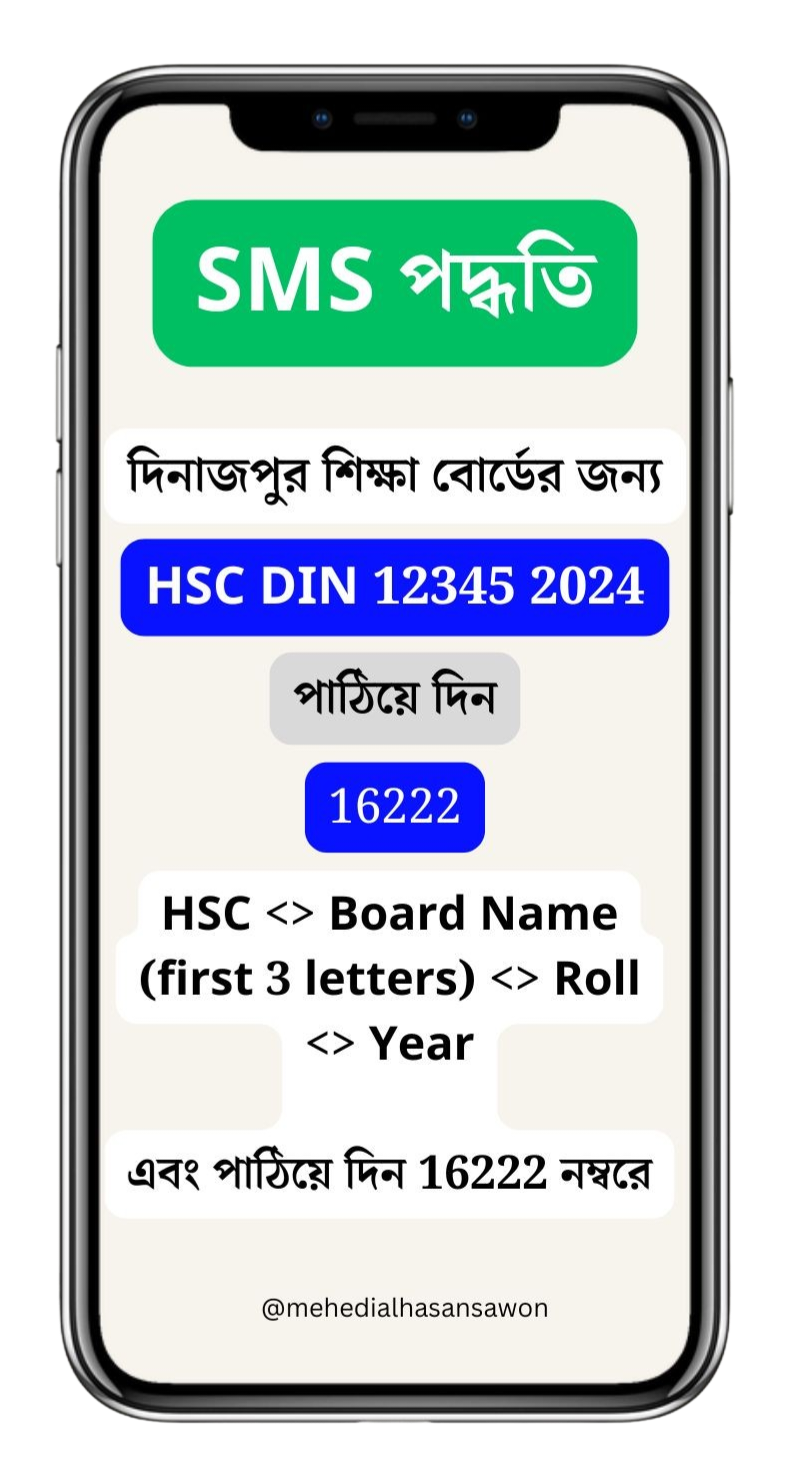 SMS পদ্ধতি
দিনাজপুর শিক্ষা বোর্ডের জন্য
HSC DIN 12345 2024
পাঠিয়ে দিন
16222
HSC <> Board Name
(first 3 letters) <> Roll
<> Year
এবং পাঠিয়ে দিন 16222 নম্বরে
@mehedialhasansawon